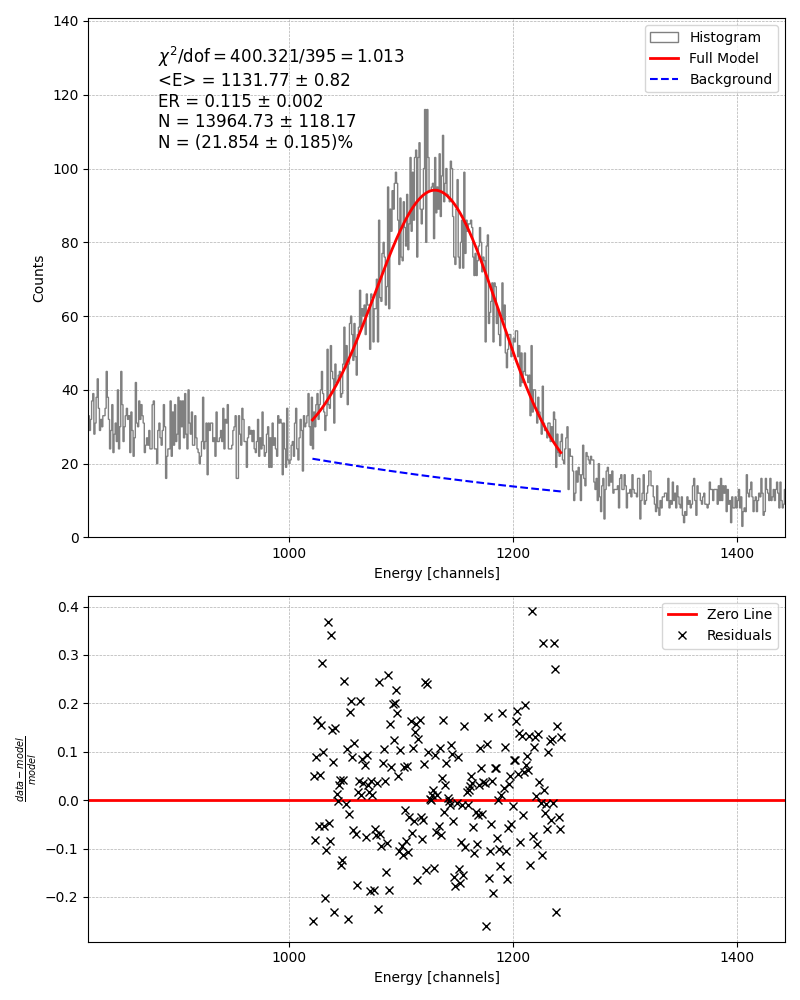 140
120
100
80
60
40
20
0
Counts
χ²/dof = 400.321/395 = 1.013
<E> = 1131.77 ± 0.82
ER = 0.115 ± 0.002
N = 13964.73 ± 118.17
N = (21.854 ± 0.185)%
Histogram
Full Model
Background
1000
1200
1400
Energy [channels]
0.4
0.3
0.2
0.1
0.0
−0.1
−0.2
data − model
model
Zero Line
Residuals
1000
1200
1400
Energy [channels]